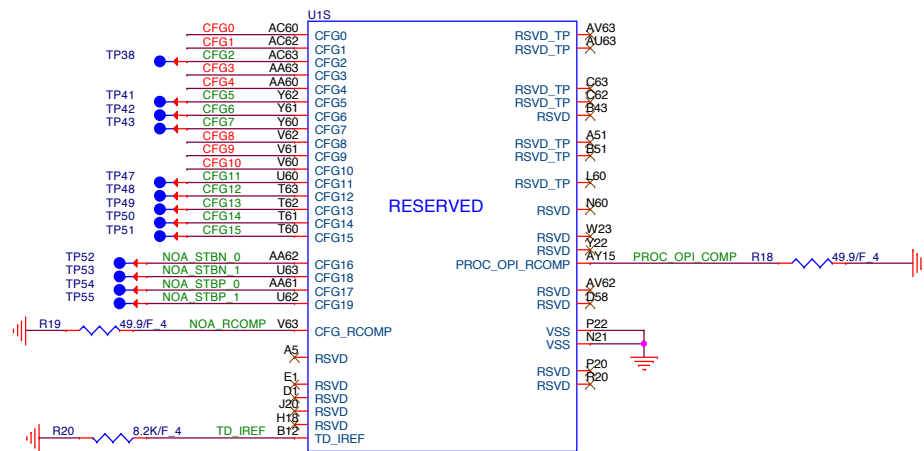 U1S
CFG0 AC60 CFG0 RSVD_TP AV63
CFG1 AC62 CFG1 RSVD_TP AU63
TP38 CFG2 AC63 CFG2
CFG3 AA63 CFG3
CFG4 AA60 CFG4 RSVD_TP C63
TP41 CFG5 Y62 CFG5 RSVD_TP C62
TP42 CFG6 Y61 CFG6 RSVD B43
TP43 CFG7 Y60 CFG7
CFG8 V62 CFG8 RSVD_TP A51
CFG9 V61 CFG9 RSVD_TP B51
CFG10 V60 CFG10
TP47 CFG11 U60 CFG11 RSVD_TP L60
TP48 CFG12 T63 CFG12
TP49 CFG13 T62 CFG13 RESERVED RSVD N60
TP50 CFG14 T61 CFG14
TP51 CFG15 T60 CFG15 RSVD W23
RSVD Y22
TP52 NOA_STBN_0 AA62 CFG16 PROC_OPI_RCOMP AY15 PROC_OPI_COMP R18 49.9/F_4
TP53 NOA_STBN_1 U63 CFG18
TP54 NOA_STBP_0 AA61 CFG17 RSVD AV62
TP55 NOA_STBP_1 U62 CFG19 RSVD D58
R19 49.9/F_4 NOA_RCOMP V63 CFG_RCOMP VSS P22
VSS N21
A5 RSVD
RSVD P20
E1 RSVD RSVD R20
D1 RSVD
J20 RSVD
H18 RSVD
R20 8.2K/F_4 TD_IREF B12 TD_IREF